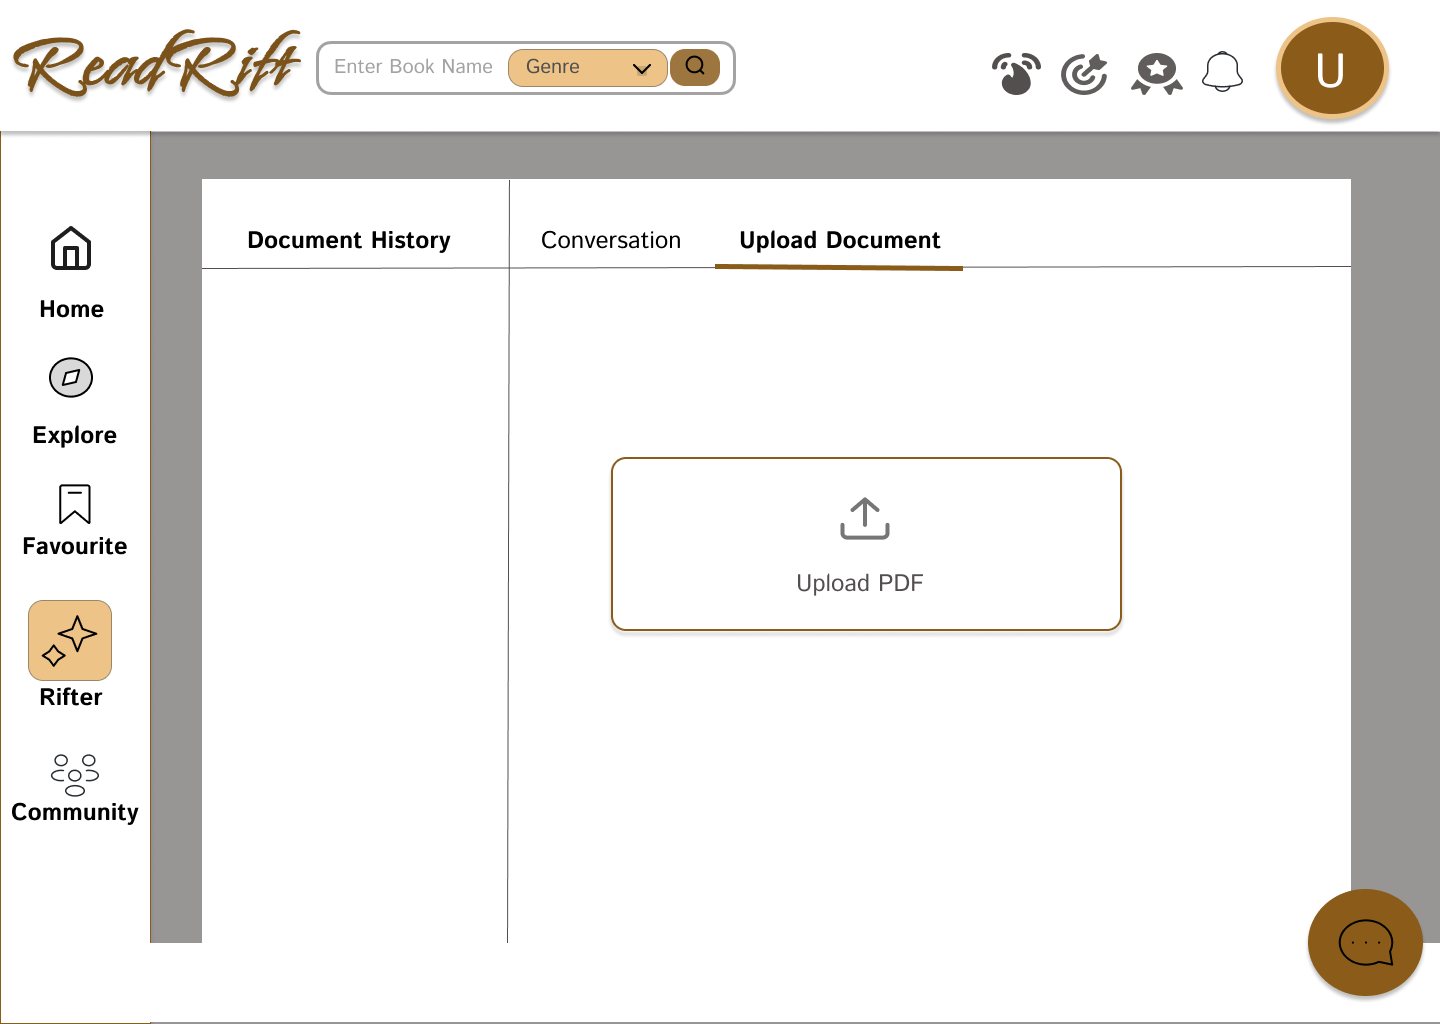 ReadRift
Enter Book Name
Genre
U
Document History
Conversation
Upload Document
Home
Explore
Favourite
Upload PDF
Rifter
Community